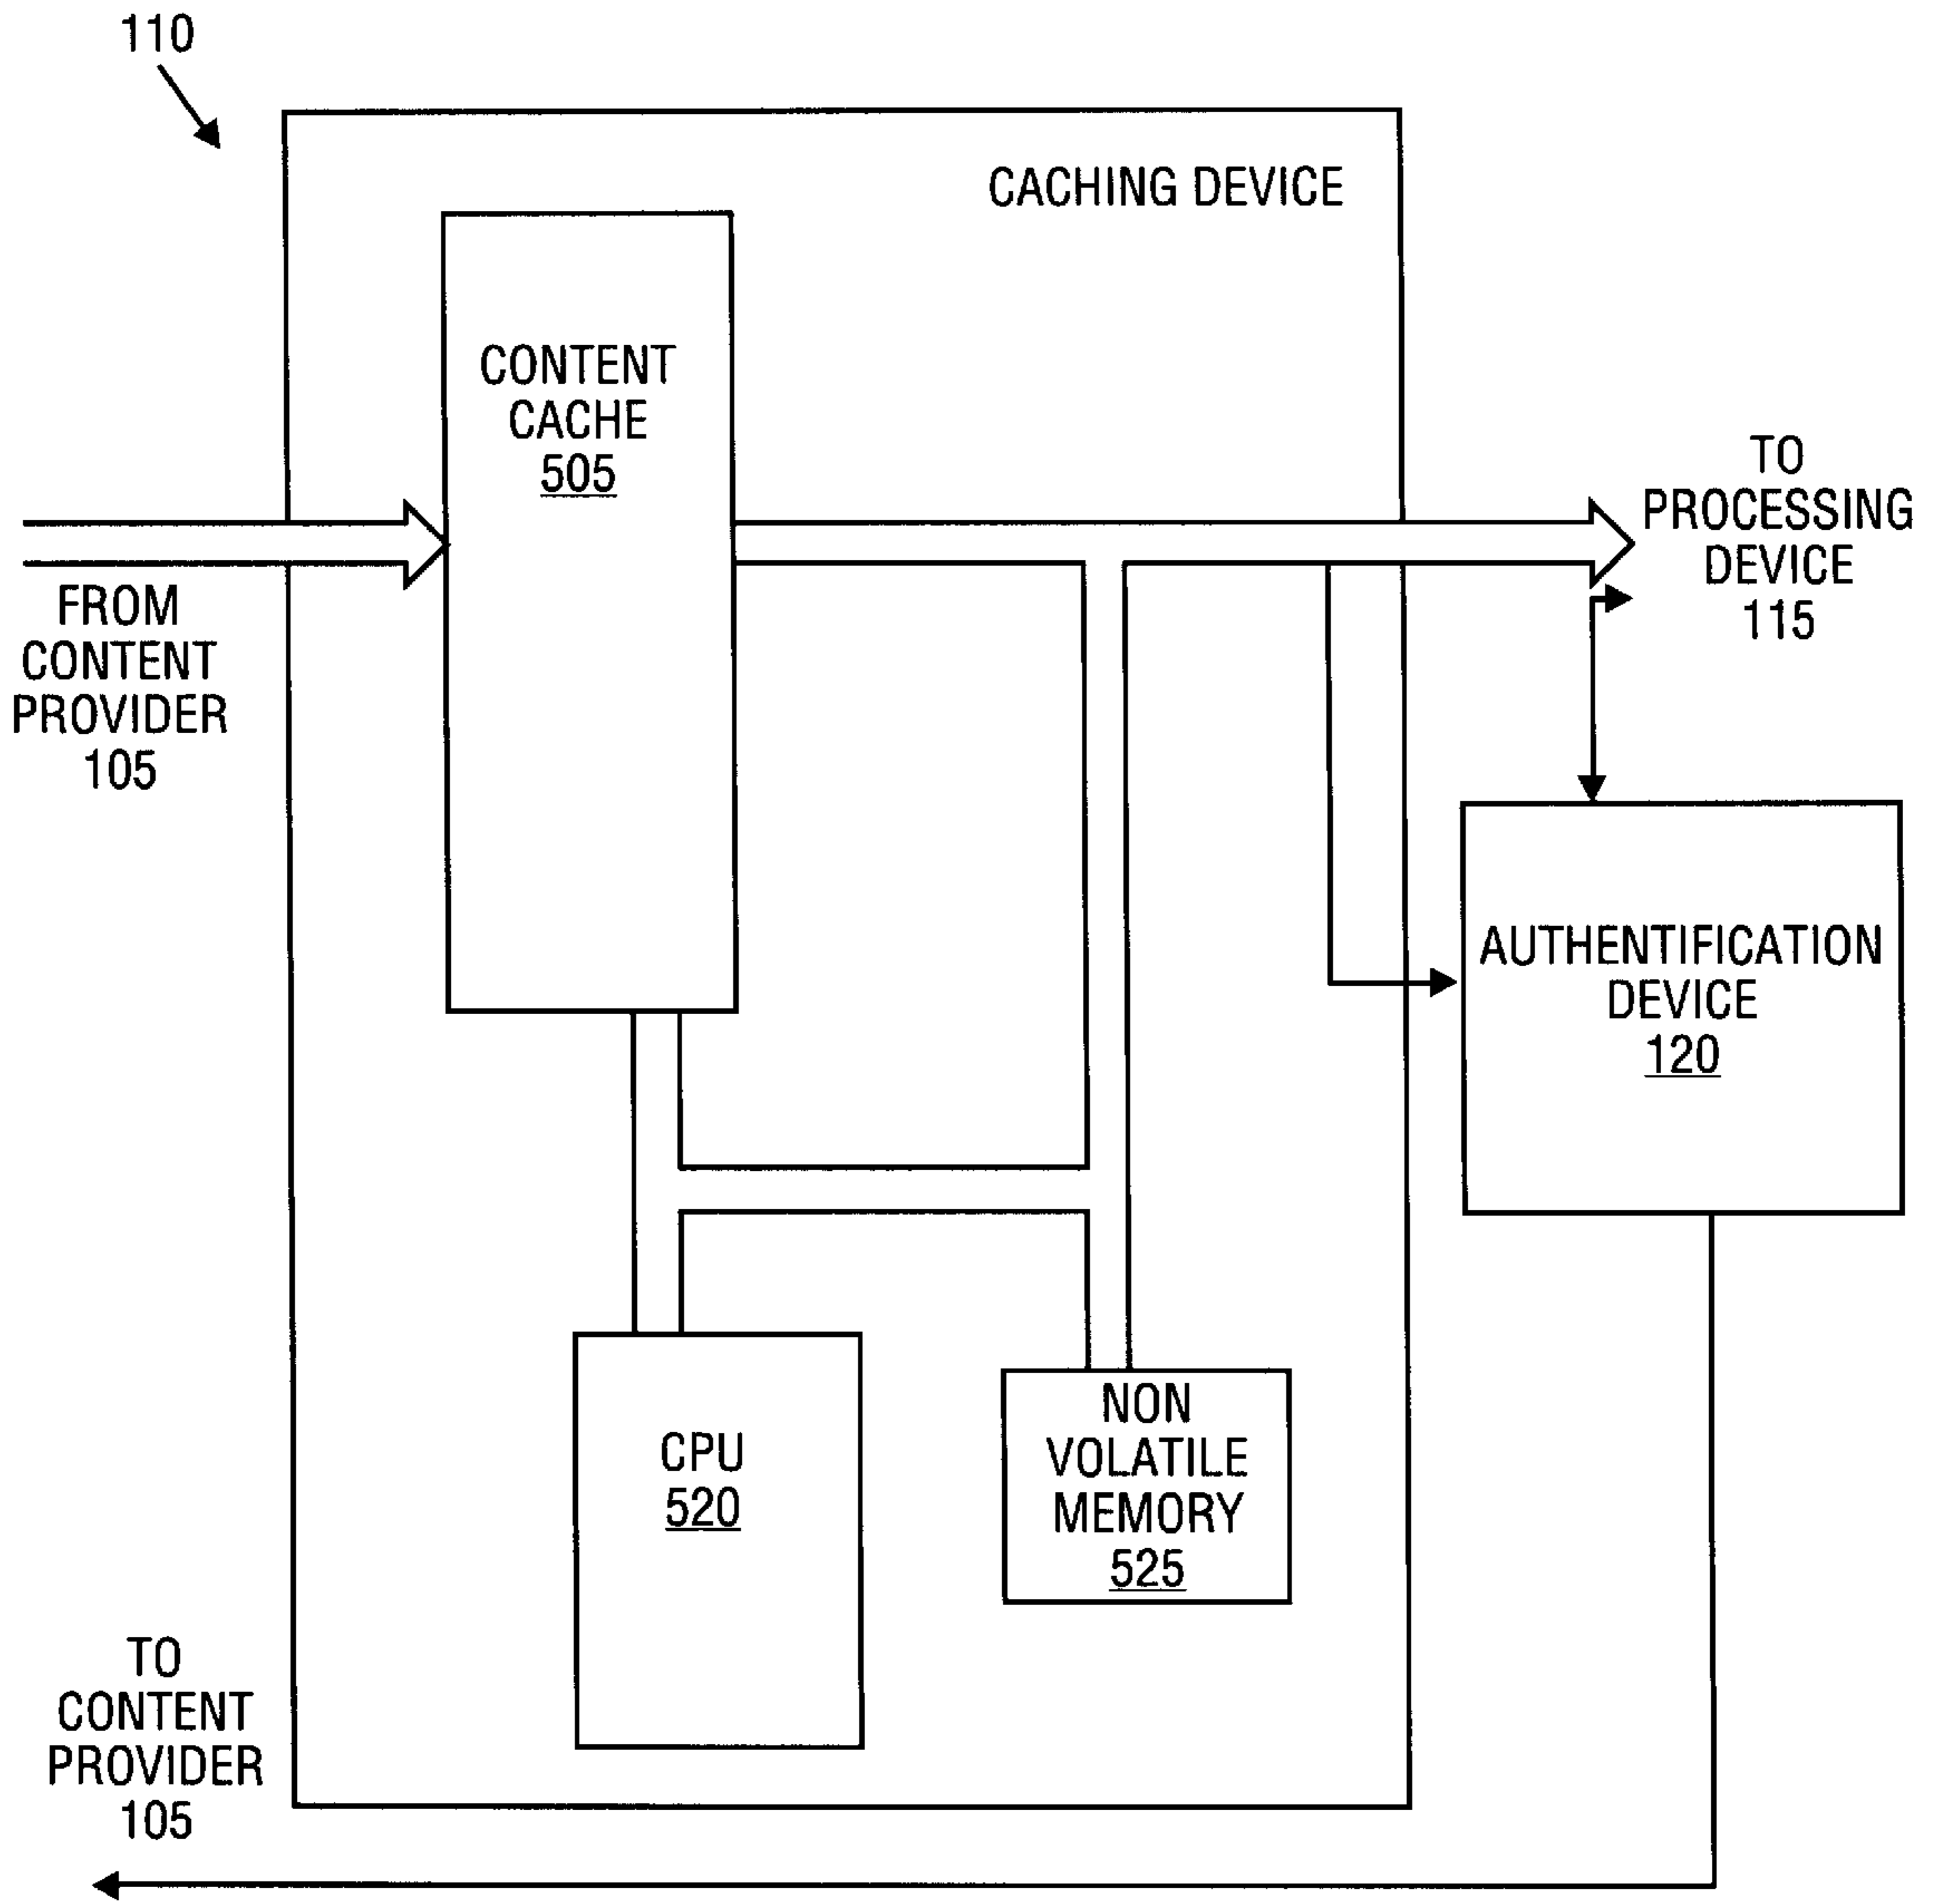 110
CACHING DEVICE
CONTENT
CACHE
505
TO
PROCESSING
DEVICE
115
FROM
CONTENT
PROVIDER
105
AUTHENTIFICATION
DEVICE
120
CPU
520
NON
VOLATILE
MEMORY
525
TO
CONTENT
PROVIDER
105